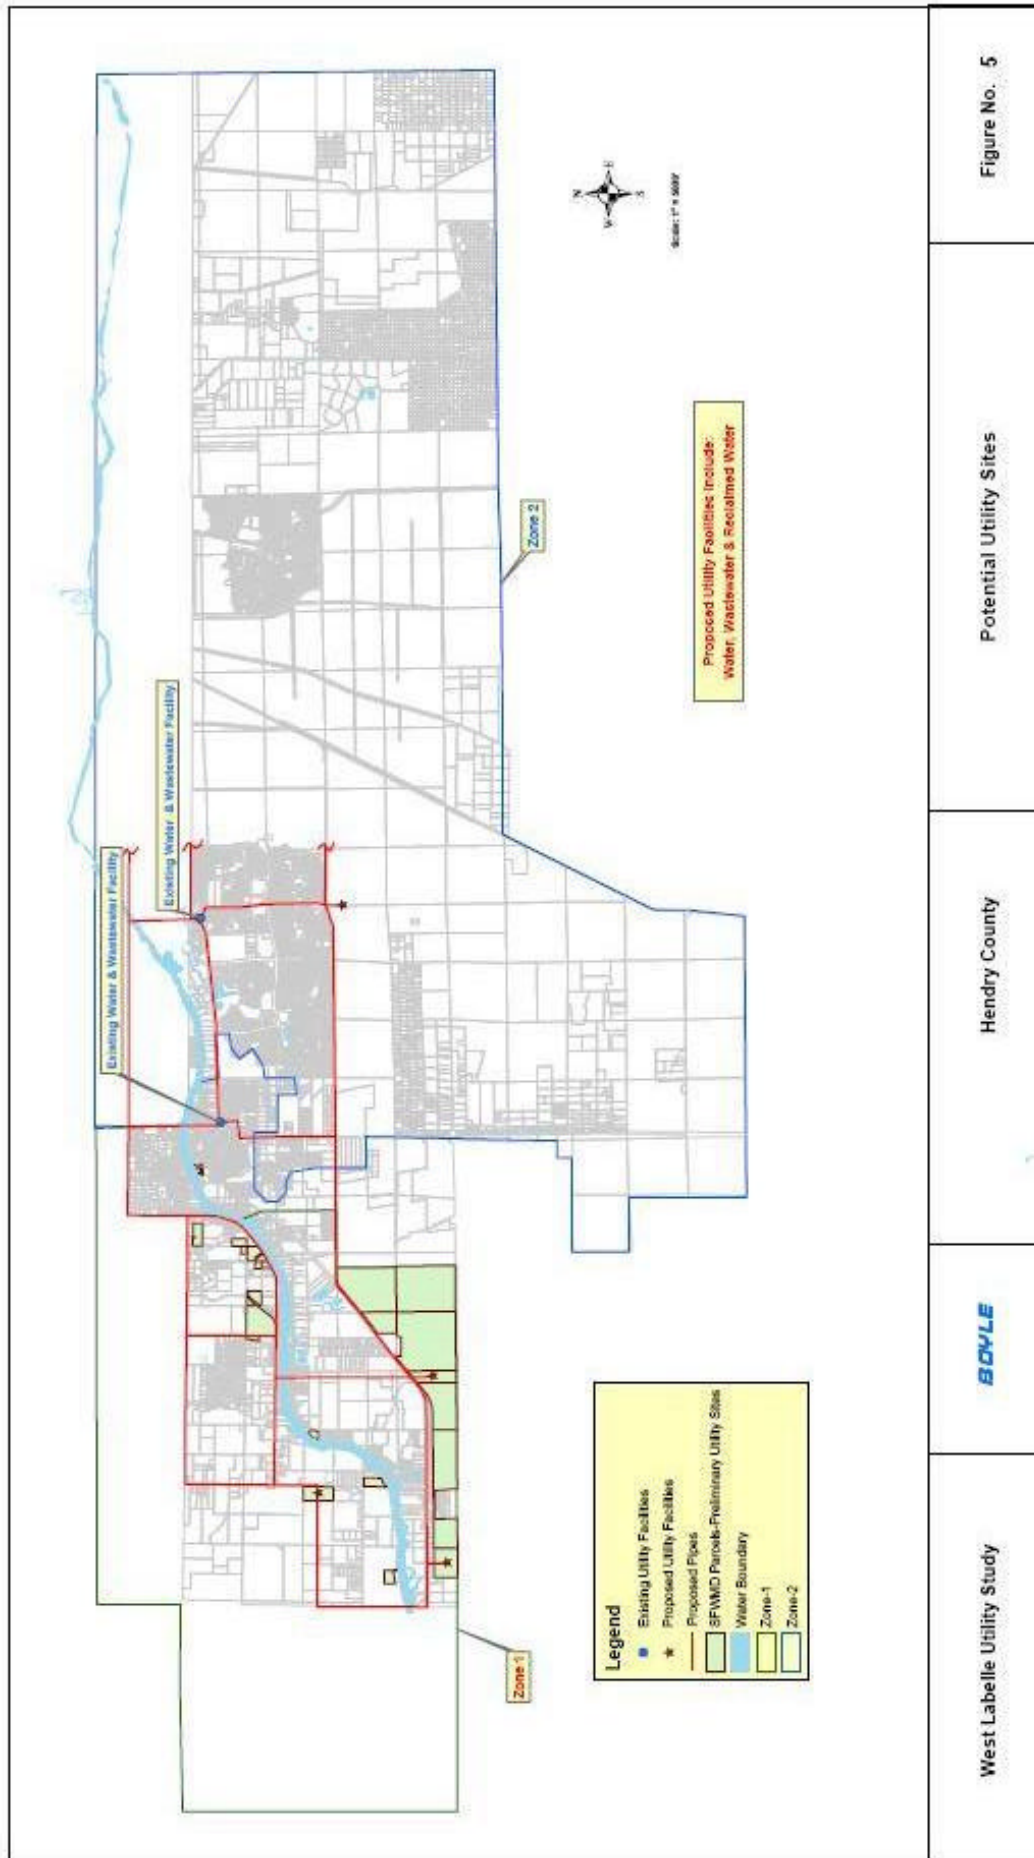 Existing Water & Wastewater Facility
Existing Water & Wastewater Facility
Zone 2
Zone 1
N
W
E
S
Proposed Utility Facilities Include:
Water, Wastewater & Reclaimed Water
Legend
Existing Utility Facilities
Proposed Utility Facilities
Proposed Pipes
SFWMD Parcels-Preliminary Utility Sites
Water Boundary
Zone-1
Zone-2
West Labelle Utility Study
BOYLE
Hendry County
Potential Utility Sites
Figure No. 5